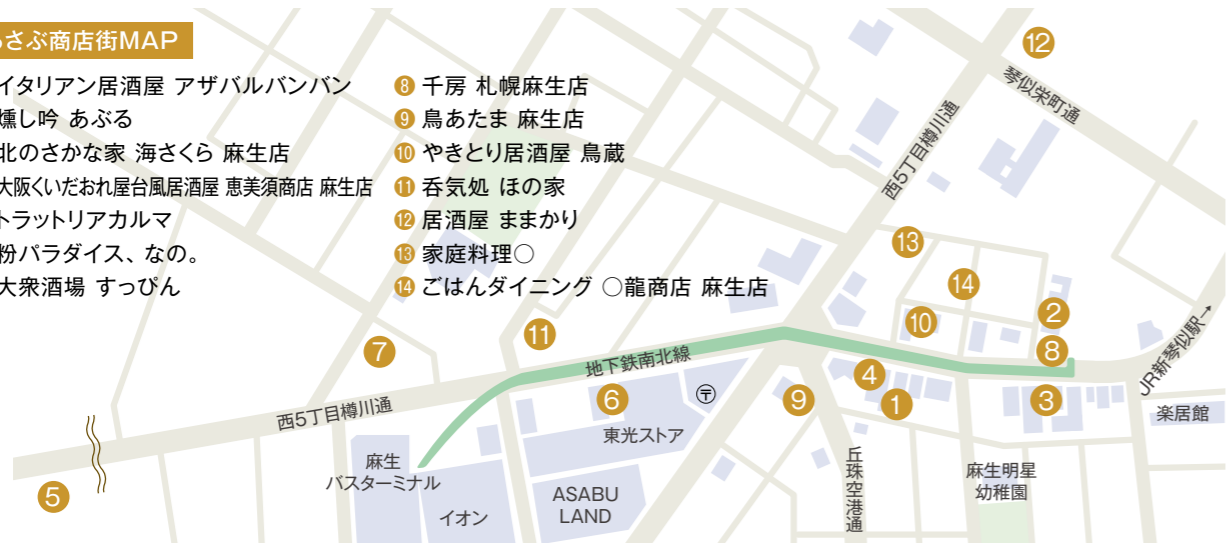 さぶ商店街MAP
イタリアン居酒屋 アザバルバンバン
燻し吟 あぶる
北のさかな家 海さくら 麻生店
大阪くいだおれ屋台風居酒屋 恵美須商店 麻生店
トラットリアカルマ
粉パラダイス、なの。
大衆酒場 すっぴん
⑧ 千房 札幌麻生店
⑨ 鳥あたま 麻生店
⑩ やきとり居酒屋 鳥蔵
⑪ 呑気処 ほの家
⑫ 居酒屋 ままかり
⑬ 家庭料理○
⑭ ごはんダイニング ○龍商店 麻生店
⑫
琴似栄町通
西5丁目樽川通
⑬
⑭
②
⑩
⑧
⑪
⑦
地下鉄南北線
JR新琴似駅→
④
⑥
〒
⑨
①
③
西5丁目樽川通
東光ストア
楽居館
麻生
バスターミナル
丘珠空港通
麻生明星
幼稚園
⑤
イオン
ASABU
LAND